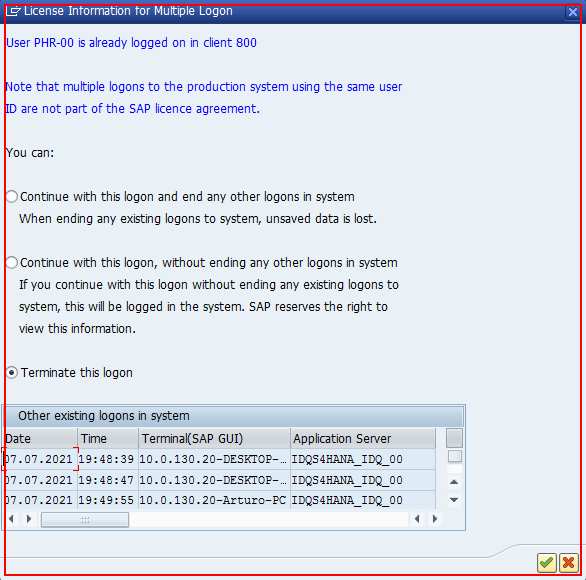 License Information for Multiple Logon
User PHR-00 is already logged on in client 800
Note that multiple logons to the production system using the same user
ID are not part of the SAP licence agreement.
You can:
Continue with this logon and end any other logons in system
When ending any existing logons to system, unsaved data is lost.
Continue with this logon, without ending any other logons in system
If you continue with this logon without ending any existing logons to
system, this will be logged in the system. SAP reserves the right to
view this information.
Terminate this logon
Other existing logons in system
Date Time Terminal(SAP GUI) Application Server
07.07.2021 19:48:39 10.0.130.20-DESKTOP-… IDQS4HANA_IDQ_00
07.07.2021 19:48:47 10.0.130.20-DESKTOP-… IDQS4HANA_IDQ_00
07.07.2021 19:49:55 10.0.130.20-Arturo-PC IDQS4HANA_IDQ_00